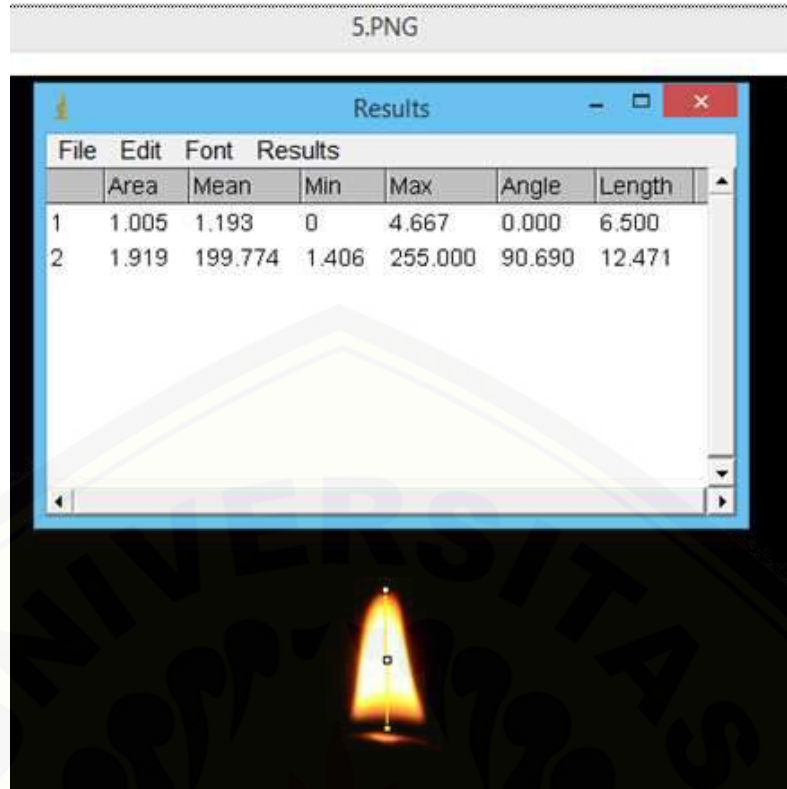 5.PNG
Results
File Edit Font Results
Area Mean Min Max Angle Length
1 1.005 1.193 0 4.667 0.000 6.500
2 1.919 199.774 1.406 255.000 90.690 12.471
UNIVERSITAS